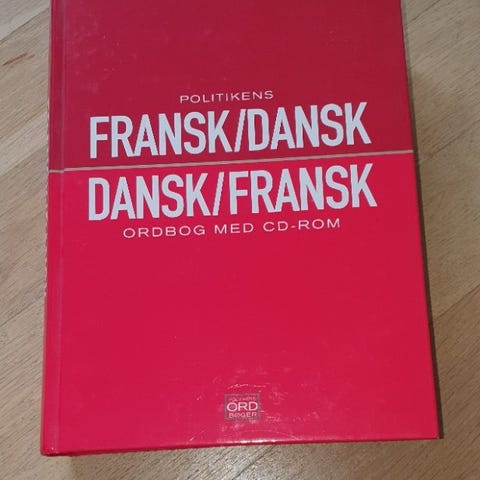 POLITIKENS
FRANSK/DANSK
DANSK/FRANSK
ORDBOG MED CD-ROM
ORD
BØGER